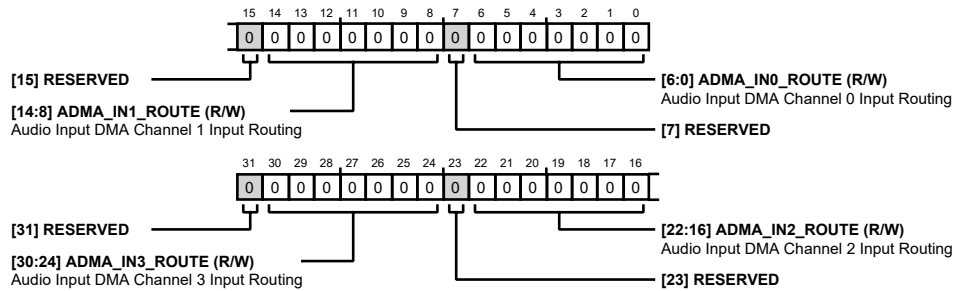 15 14 13 12 11 10 9 8 7 6 5 4 3 2 1 0
0 0 0 0 0 0 0 0 0 0 0 0 0 0 0 0
[15] RESERVED
[6:0] ADMA_IN0_ROUTE (R/W)
Audio Input DMA Channel 0 Input Routing
[14:8] ADMA_IN1_ROUTE (R/W)
Audio Input DMA Channel 1 Input Routing
[7] RESERVED
31 30 29 28 27 26 25 24 23 22 21 20 19 18 17 16
0 0 0 0 0 0 0 0 0 0 0 0 0 0 0 0
[31] RESERVED
[22:16] ADMA_IN2_ROUTE (R/W)
Audio Input DMA Channel 2 Input Routing
[30:24] ADMA_IN3_ROUTE (R/W)
Audio Input DMA Channel 3 Input Routing
[23] RESERVED